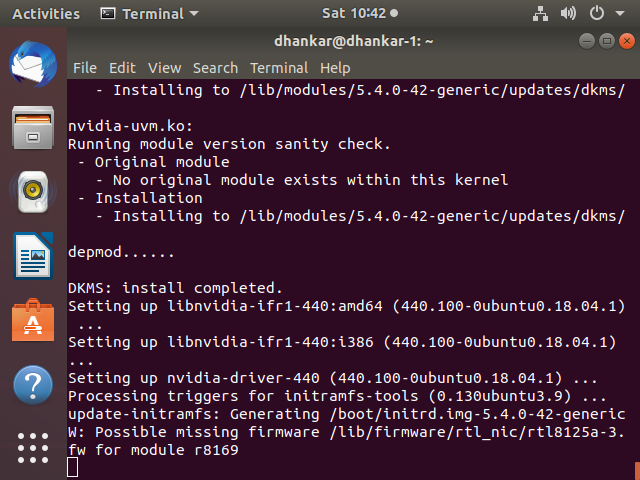 Activities Terminal Sat 10:42
dhankar@dhankar-1: ~
File Edit View Search Terminal Help
- Installing to /lib/modules/5.4.0-42-generic/updates/dkms/
nvidia-uvm.ko:
Running module version sanity check.
- Original module
- No original module exists within this kernel
- Installation
- Installing to /lib/modules/5.4.0-42-generic/updates/dkms/
depmod......
DKMS: install completed.
Setting up libnvidia-ifr1-440:amd64 (440.100-0ubuntu0.18.04.1)
...
Setting up libnvidia-ifr1-440:i386 (440.100-0ubuntu0.18.04.1)
...
Setting up nvidia-driver-440 (440.100-0ubuntu0.18.04.1) ...
Processing triggers for initramfs-tools (0.130ubuntu3.9) ...
update-initramfs: Generating /boot/initrd.img-5.4.0-42-generic
W: Possible missing firmware /lib/firmware/rtl_nic/rtl8125a-3.
fw for module r8169